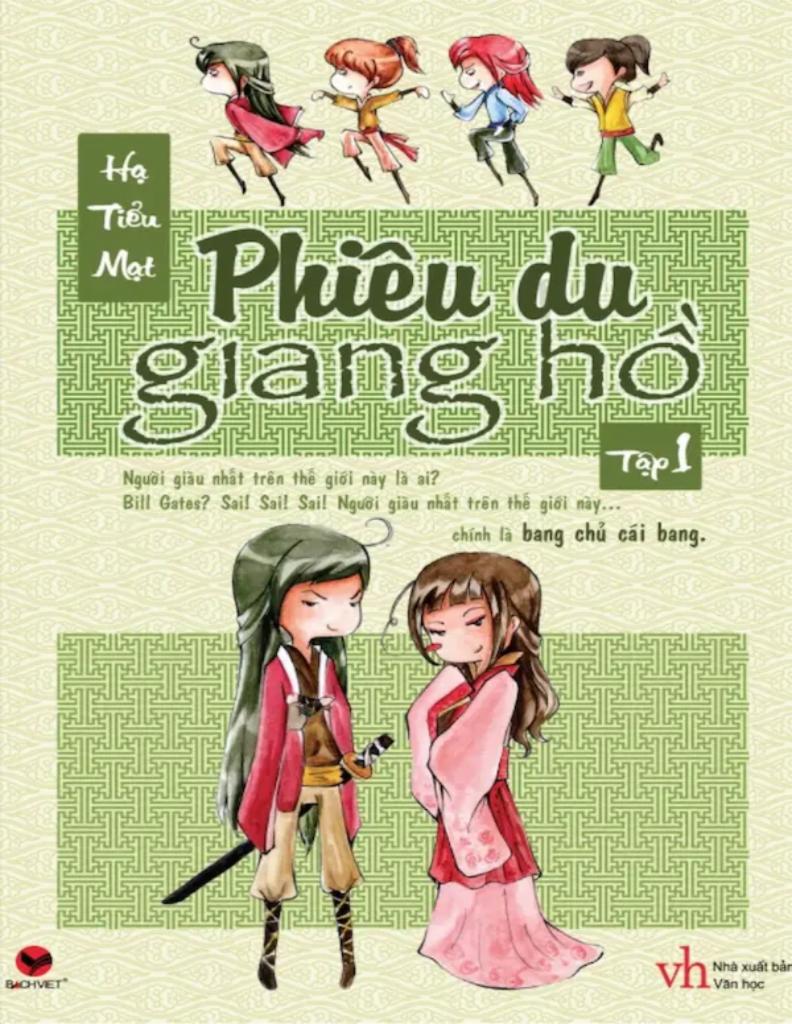 Hạ
Tiểu
Mạt
Phiêu du
giang hồ
Tập 1
Người giàu nhất trên thế giới này là ai?
Bill Gates? Sai! Sai! Sai! Người giàu nhất trên thế giới này...
chính là bang chủ cái bang.
BACHVIET®
vh Nhà xuất bản
Văn học